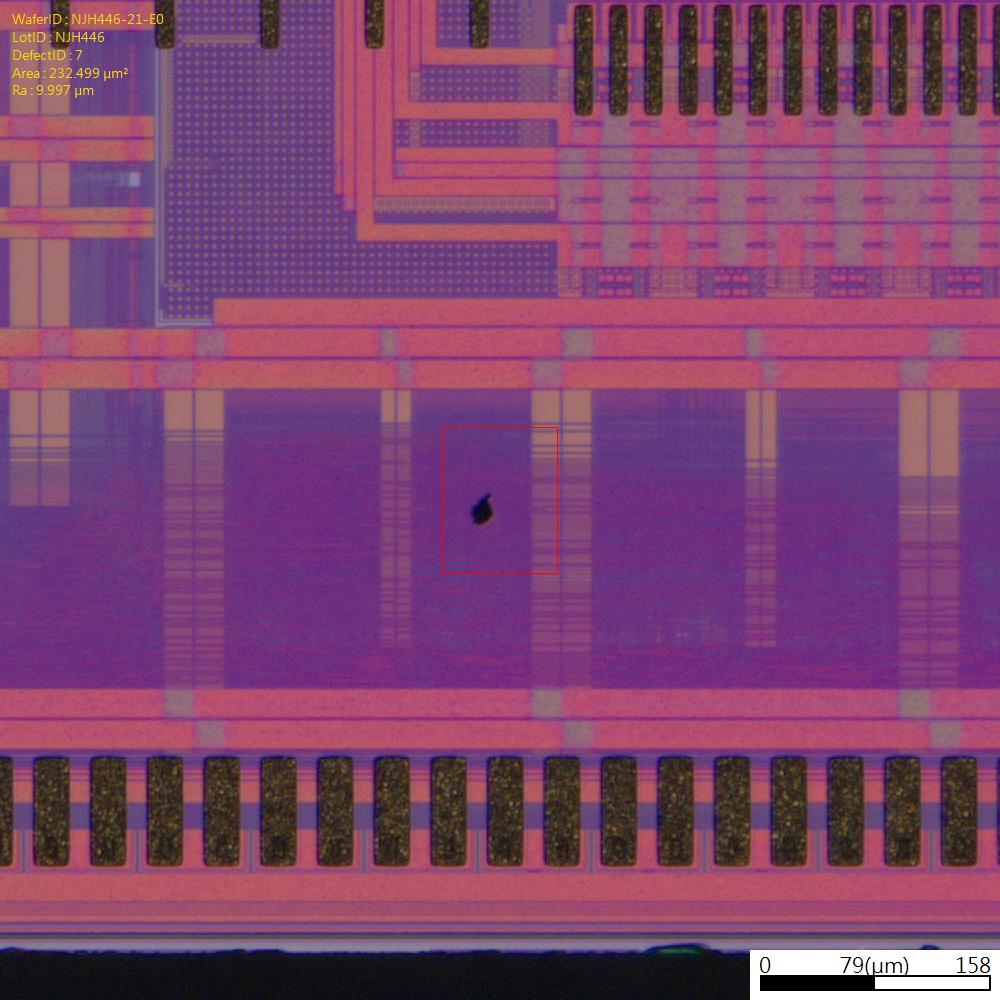 WaferID : NJH446-21-E0
LotID : NJH446
DefectID : 7
Area : 232.499 μm²
Ra : 9.997 μm
0 79(μm) 158